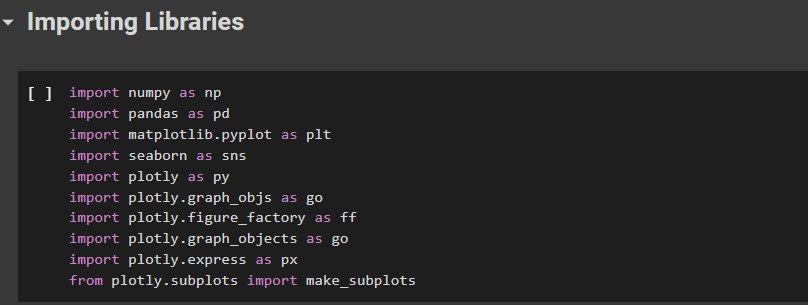 Importing Libraries
[ ] import numpy as np
import pandas as pd
import matplotlib.pyplot as plt
import seaborn as sns
import plotly as py
import plotly.graph_objs as go
import plotly.figure_factory as ff
import plotly.graph_objects as go
import plotly.express as px
from plotly.subplots import make_subplots